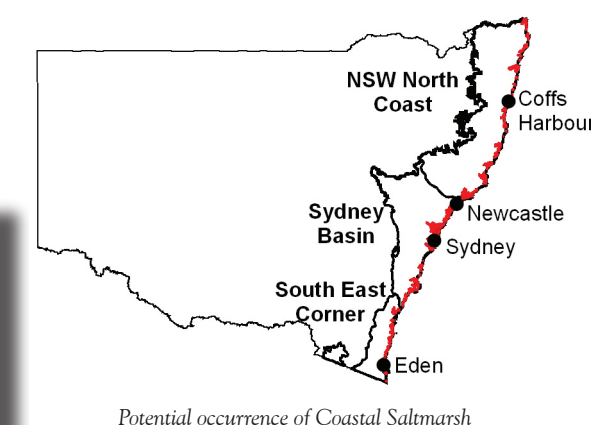 NSW North
Coast
Coffs
Harbour
Sydney
Basin
Newcastle
Sydney
South East
Corner
Eden
Potential occurrence of Coastal Saltmarsh